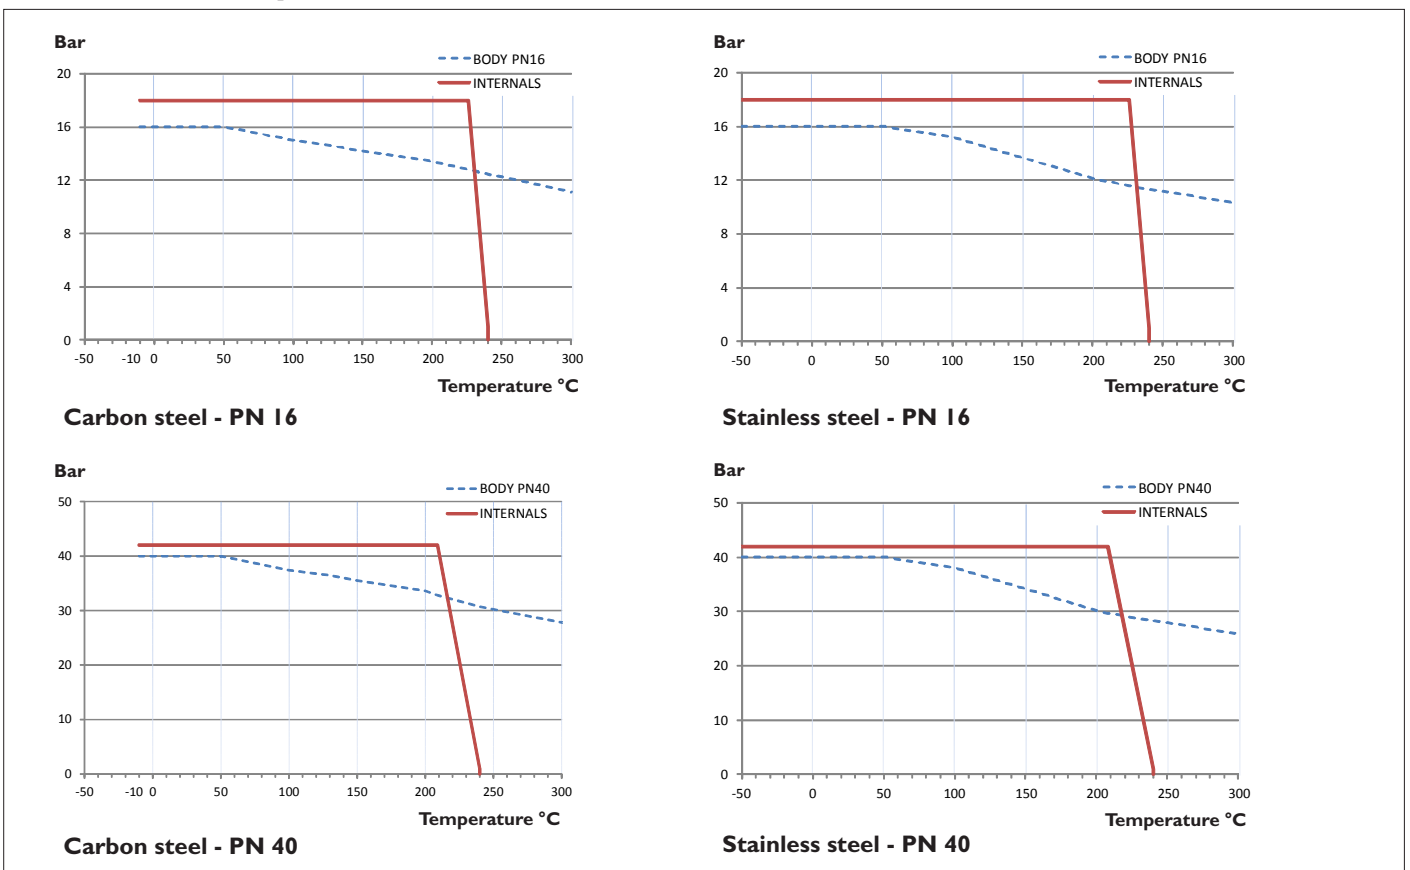 Bar
BODY PN16
INTERNALS
20
16
12
8
4
0
-50 -10 0 50 100 150 200 250 300
Temperature °C
Carbon steel - PN 16
Bar
BODY PN16
INTERNALS
20
16
12
8
4
0
-50 0 50 100 150 200 250 300
Temperature °C
Stainless steel - PN 16
Bar
BODY PN40
INTERNALS
50
40
30
20
10
0
-50 -10 0 50 100 150 200 250 300
Temperature °C
Carbon steel - PN 40
Bar
BODY PN40
INTERNALS
50
40
30
20
10
0
-50 0 50 100 150 200 250 300
Temperature °C
Stainless steel - PN 40